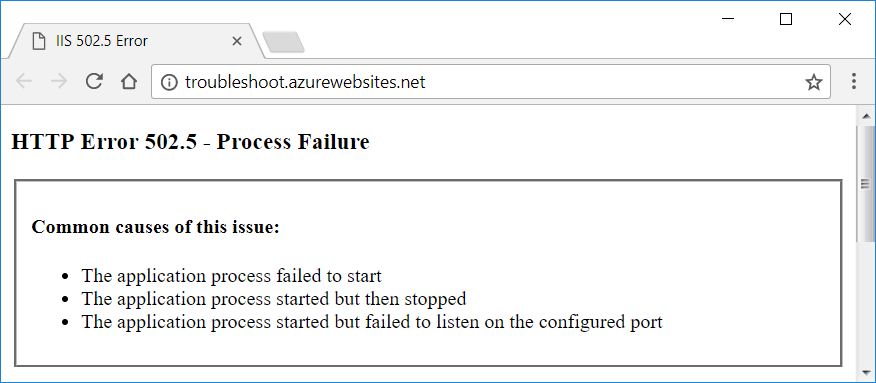 IIS 502.5 Error
troubleshoot.azurewebsites.net
HTTP Error 502.5 - Process Failure
Common causes of this issue:
• The application process failed to start
• The application process started but then stopped
• The application process started but failed to listen on the configured port